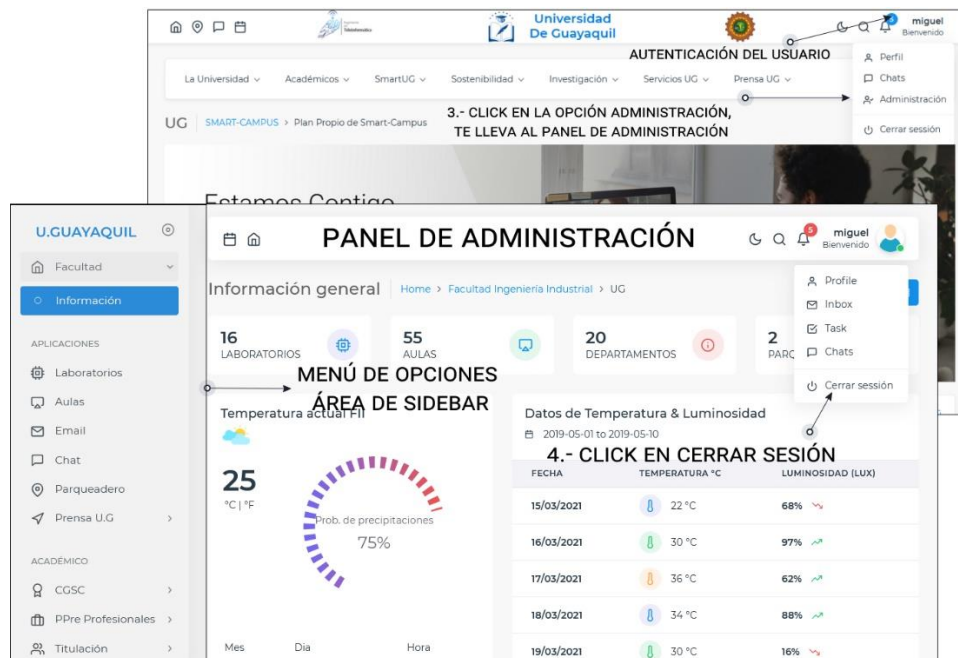 Universidad
De Guayaquil
miguel
Bienvenido
AUTENTICACIÓN DEL USUARIO
Perfil
Chats
Administración
Cerrar sesión
La Universidad Académicos SmartUG Sostenibilidad Investigación Servicios UG Prensa UG
3.- CLICK EN LA OPCIÓN ADMINISTRACIÓN,
TE LLEVA AL PANEL DE ADMINISTRACIÓN
UG SMART-CAMPUS > Plan Propio de Smart-Campus
Estamos Contigo
U.GUAYAQUIL
Facultad
Información
APLICACIONES
Laboratorios
Aulas
Email
Chat
Parqueadero
Prensa U.G
ACADÉMICO
CGSC
PPre Profesionales
Titulación
PANEL DE ADMINISTRACIÓN
5
miguel
Bienvenido
Profile
Inbox
Task
Chats
Cerrar sesión
Información general Home > Facultad Ingeniería Industrial > UG
16
LABORATORIOS
55
AULAS
20
DEPARTAMENTOS
2
MENÚ DE OPCIONES
ÁREA DE SIDEBAR
Temperatura actual FII
25
°C | °F
Prob. de precipitaciones
75%
Mes Dia Hora
Datos de Temperatura & Luminosidad
2019-05-01 to 2019-05-10
4.- CLICK EN CERRAR SESIÓN
FECHA TEMPERATURA °C LUMINOSIDAD (LUX)
15/03/2021 22 °C 68%
16/03/2021 30 °C 97%
17/03/2021 36 °C 62%
18/03/2021 34 °C 88%
19/03/2021 30 °C 16%